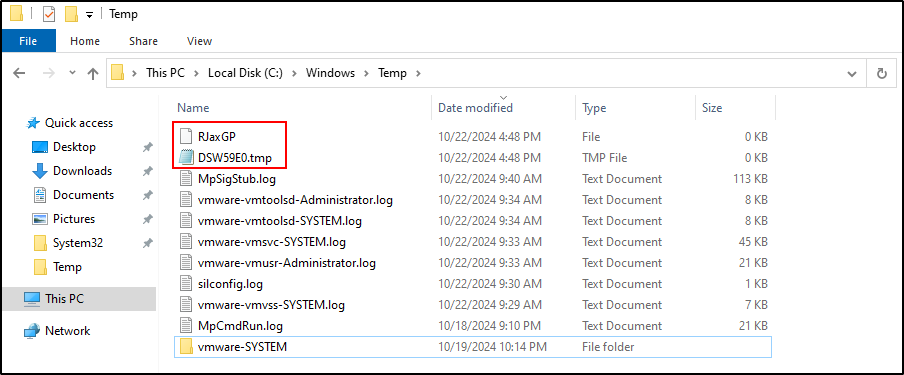 Temp
File Home Share View
This PC Local Disk (C:) Windows Temp
Quick access
Desktop
Downloads
Documents
Pictures
System32
Temp
This PC
Network
Name Date modified Type Size
RJaxGP 10/22/2024 4:48 PM File 0 KB
DSW59E0.tmp 10/22/2024 4:48 PM TMP File 0 KB
MpSigStub.log 10/22/2024 9:40 AM Text Document 113 KB
vmware-vmtoolsd-Administrator.log 10/22/2024 9:34 AM Text Document 8 KB
vmware-vmtoolsd-SYSTEM.log 10/22/2024 9:34 AM Text Document 8 KB
vmware-vmsvc-SYSTEM.log 10/22/2024 9:33 AM Text Document 45 KB
vmware-vmusr-Administrator.log 10/22/2024 9:33 AM Text Document 21 KB
silconfig.log 10/22/2024 9:30 AM Text Document 1 KB
vmware-vmvss-SYSTEM.log 10/22/2024 9:29 AM Text Document 7 KB
MpCmdRun.log 10/18/2024 9:10 PM Text Document 21 KB
vmware-SYSTEM 10/19/2024 10:14 PM File folder